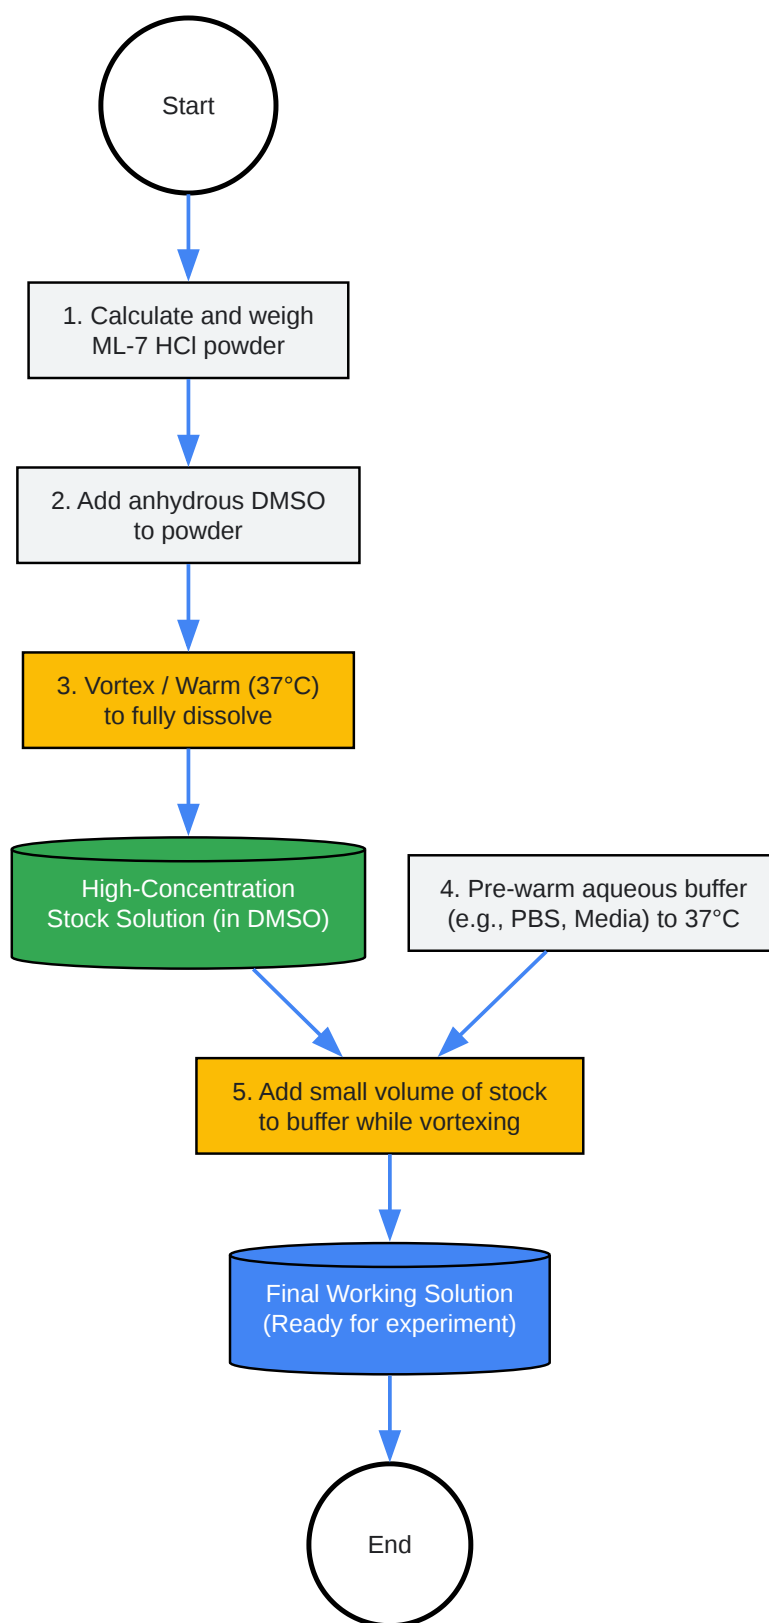 Start
1. Calculate and weigh
ML-7 HCl powder
2. Add anhydrous DMSO
to powder
3. Vortex / Warm (37°C)
to fully dissolve
High-Concentration
Stock Solution (in DMSO)
4. Pre-warm aqueous buffer
(e.g., PBS, Media) to 37°C
5. Add small volume of stock
to buffer while vortexing
Final Working Solution
(Ready for experiment)
End